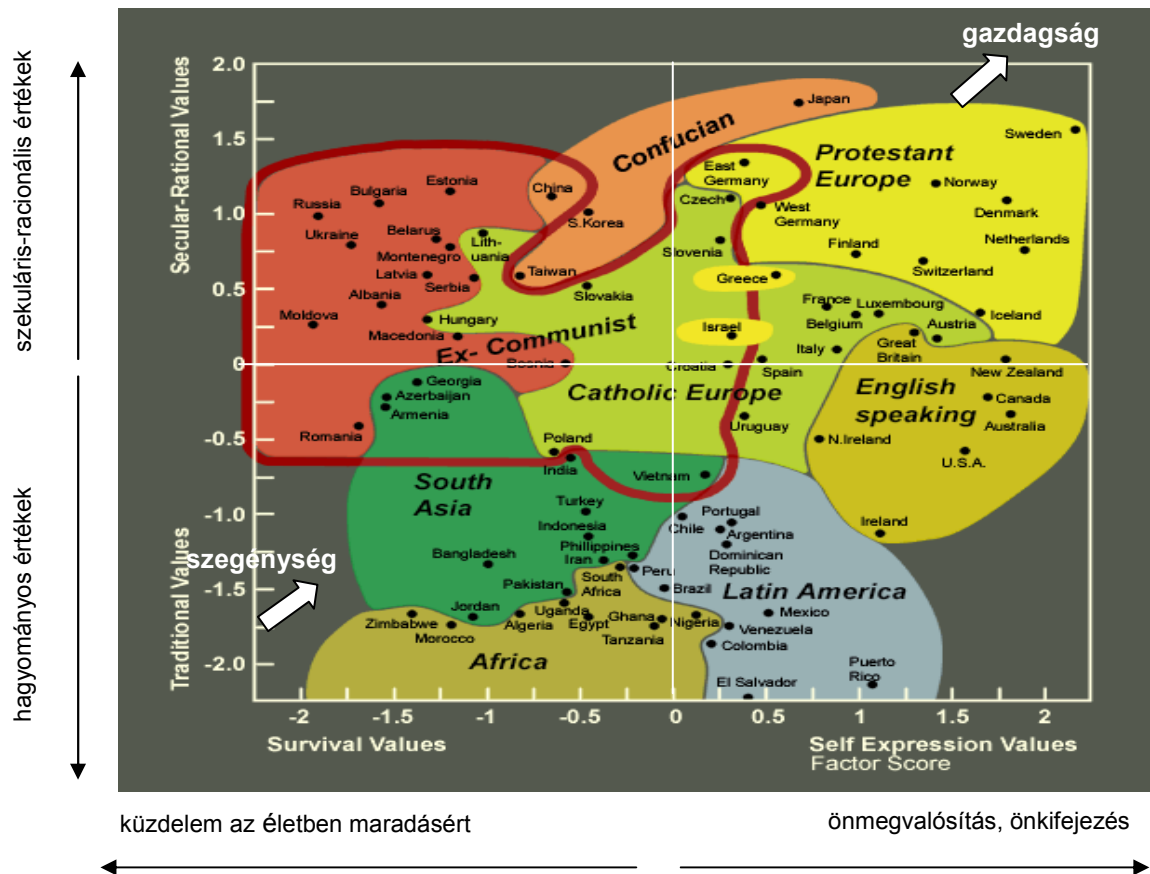 gazdagság
szekuláris-racionális értékek
hagyományos értékek
Secular-Rational Values
Traditional Values
2.0
1.5
1.0
0.5
0
-0.5
-1.0
-1.5
-2.0
Japan
Confucian
Sweden
Protestant
Europe
East
Germany
Estonia
Bulgaria
China
Norway
Russia
Czech
West
Germany
Denmark
S.Korea
Ukraine
Belarus
Lith-
uania
Montenegro
Slovenia
Finland
Netherlands
Switzerland
Latvia
Serbia
Taiwan
Greece
Slovakia
Albania
France
Luxembourg
Iceland
Moldova
Hungary
Belgium
Austria
Macedonia
Ex- Communist
Israel
Italy
Great
Britain
Bosnia
Croatia
Spain
New Zealand
Georgia
Azerbaijan
Armenia
Catholic Europe
English
speaking
Canada
Australia
Romania
Uruguay
N.Ireland
Poland
India
U.S.A.
South
Asia
Vietnam
Turkey
Indonesia
Portugal
Chile
Argentina
Ireland
Phillippines
Dominican
Republic
szegénység
Bangladesh
Iran
South
Africa
Peru
Pakistan
Brazil
Latin America
Jordan
Uganda
Zimbabwe
Morocco
Algeria
Egypt
Ghana
Tanzania
Nigeria
Mexico
Venezuela
Colombia
Africa
Puerto
Rico
El Salvador
-2
-1.5
-1
-0.5
0
0.5
1
1.5
2
Survival Values
Self Expression Values
Factor Score
küzdelem az életben maradásért
önmegvalósítás, önkifejezés